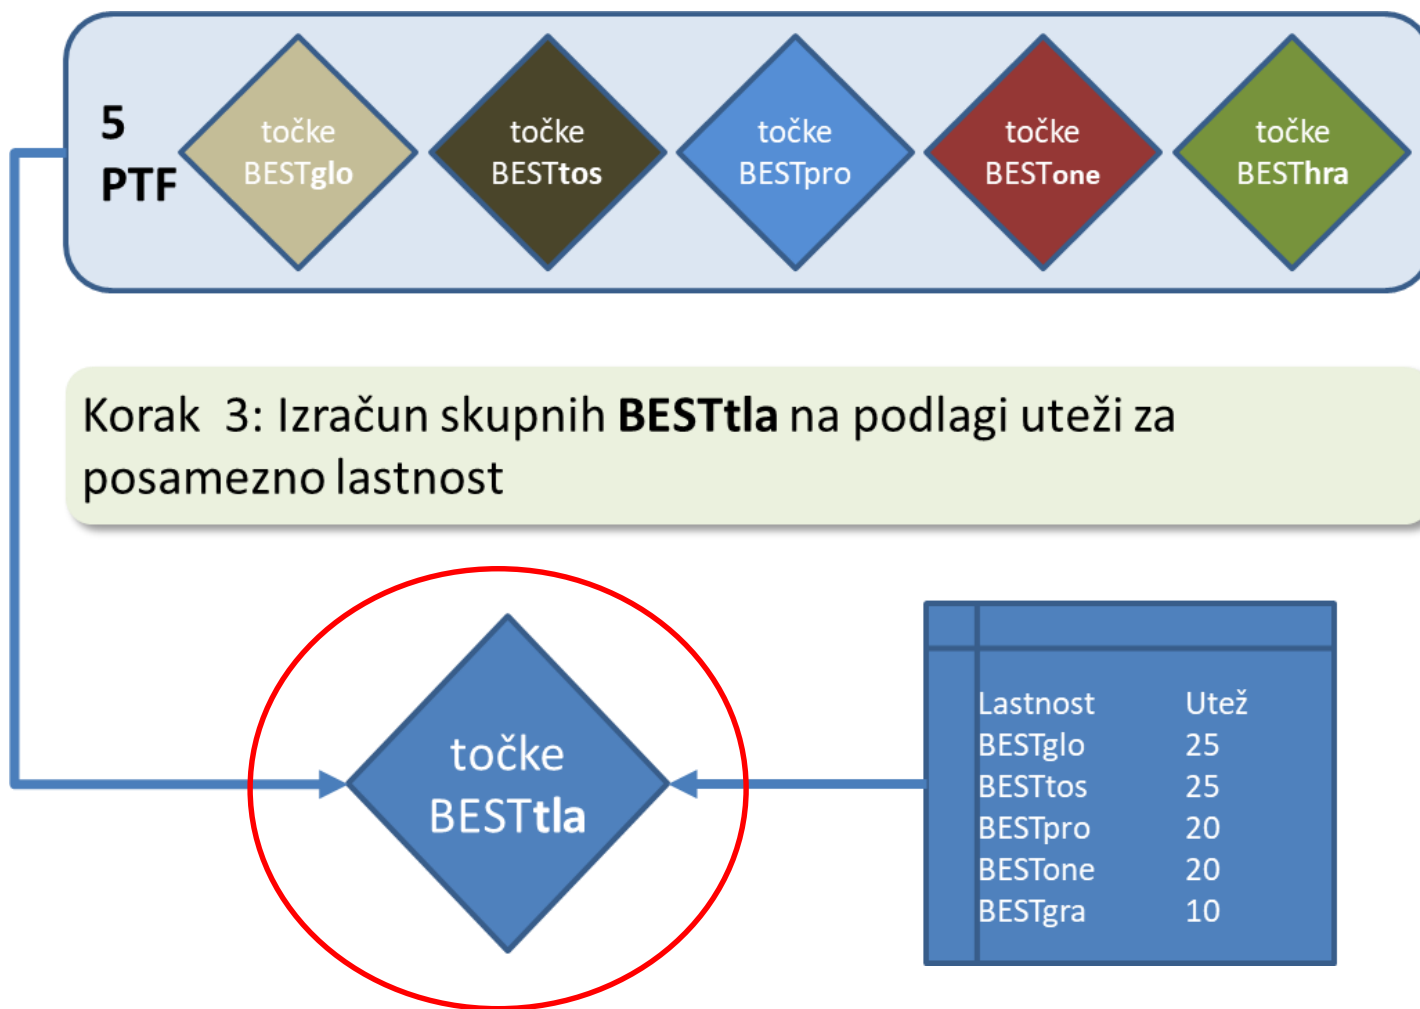 5
PTF
točke
BESTglo
točke
BESTtos
točke
BESTpro
točke
BESTone
točke
BESThra
Korak 3: Izračun skupnih BESTtla na podlagi uteži za
posamezno lastnost
točke
BESTtla
Lastnost Utež
BESTglo 25
BESTtos 25
BESTpro 20
BESTone 20
BESTgra 10